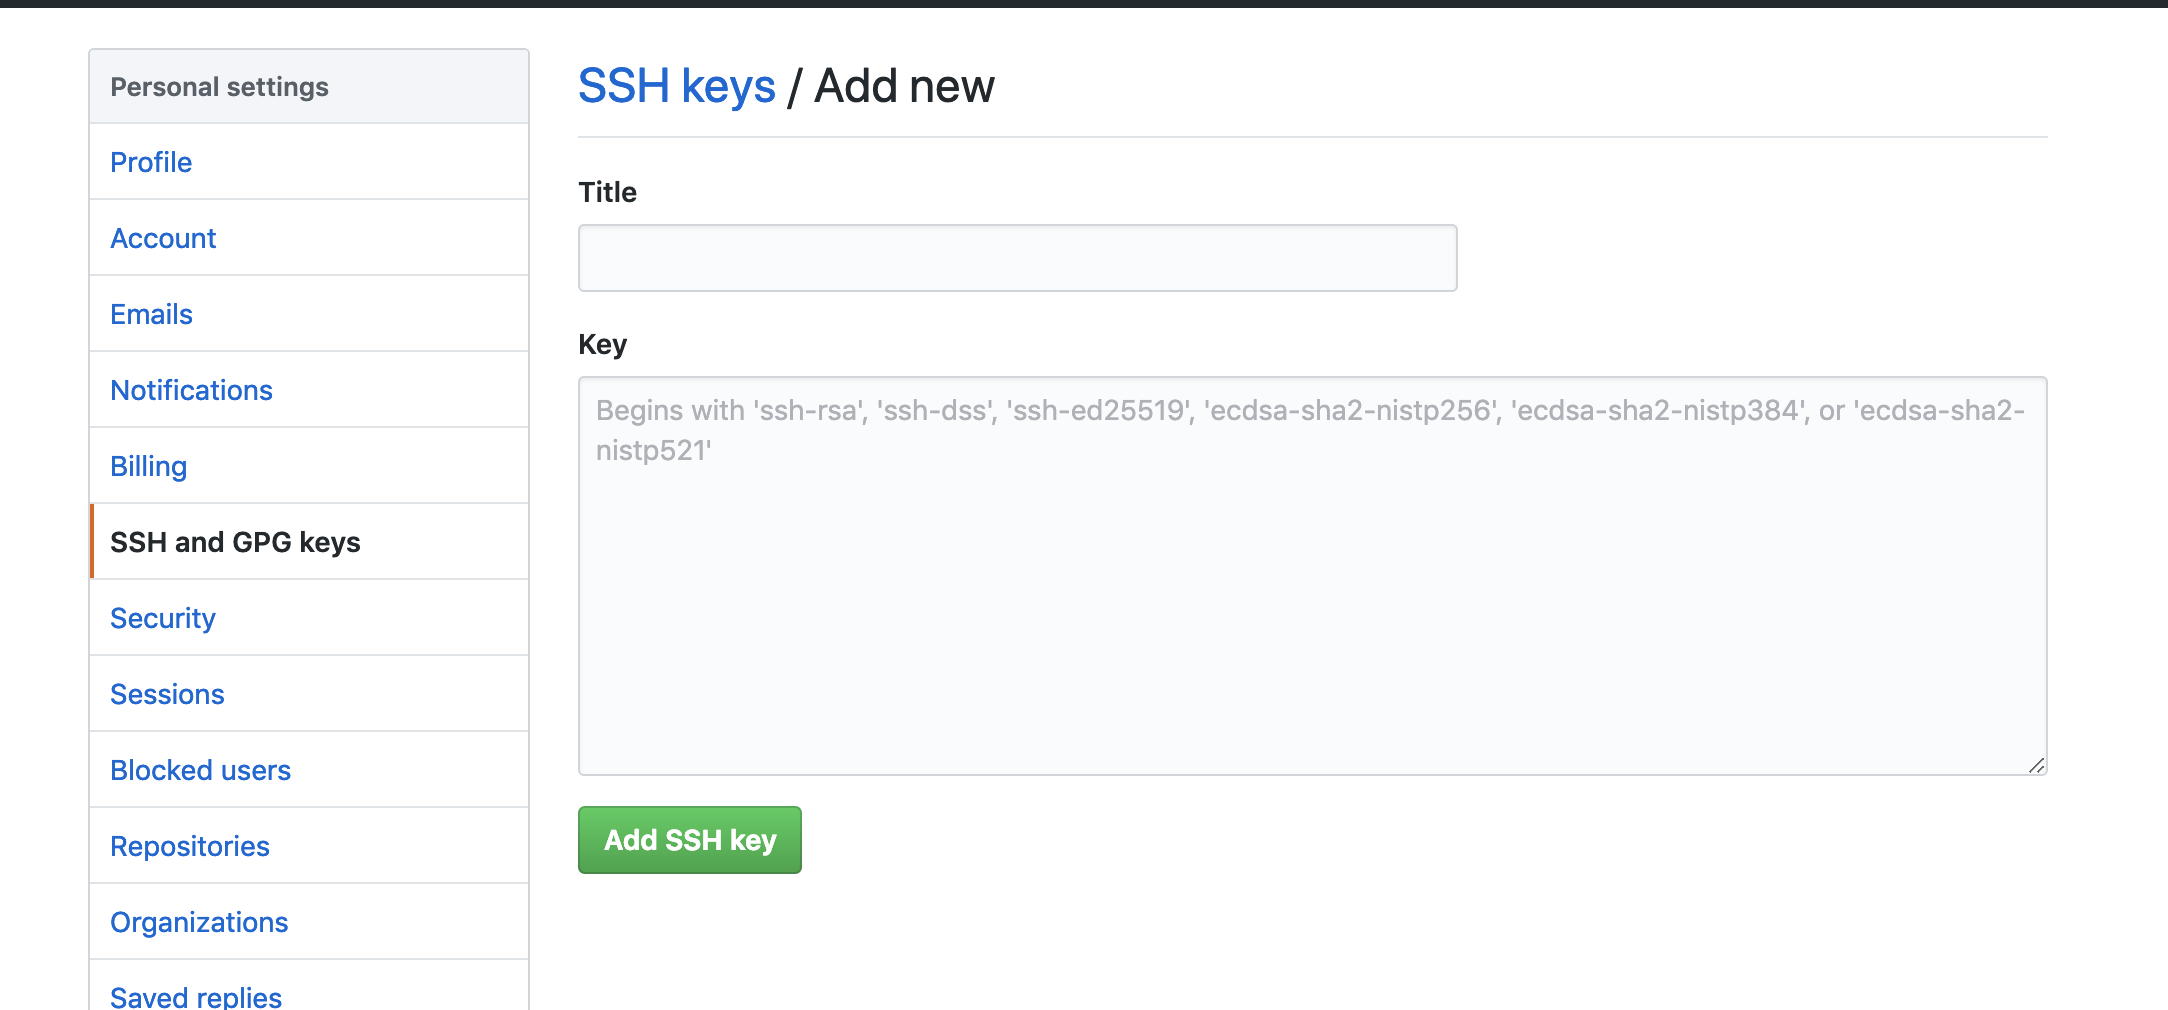 Personal settings
Profile
Account
Emails
Notifications
Billing
SSH and GPG keys
Security
Sessions
Blocked users
Repositories
Organizations
Saved replies
SSH keys / Add new
Title
Key
Begins with 'ssh-rsa', 'ssh-dss', 'ssh-ed25519', 'ecdsa-sha2-nistp256', 'ecdsa-sha2-nistp384', or 'ecdsa-sha2-
nistp521'
Add SSH key